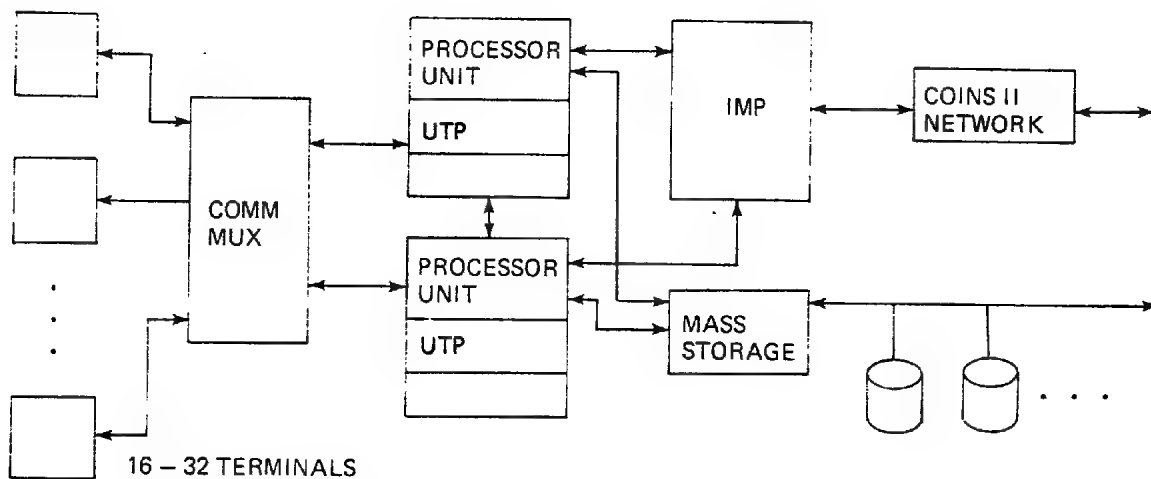 PROCESSOR
UNIT
UTP
IMP
COINS II
NETWORK
COMM
MUX
PROCESSOR
UNIT
UTP
MASS
STORAGE
16 – 32 TERMINALS